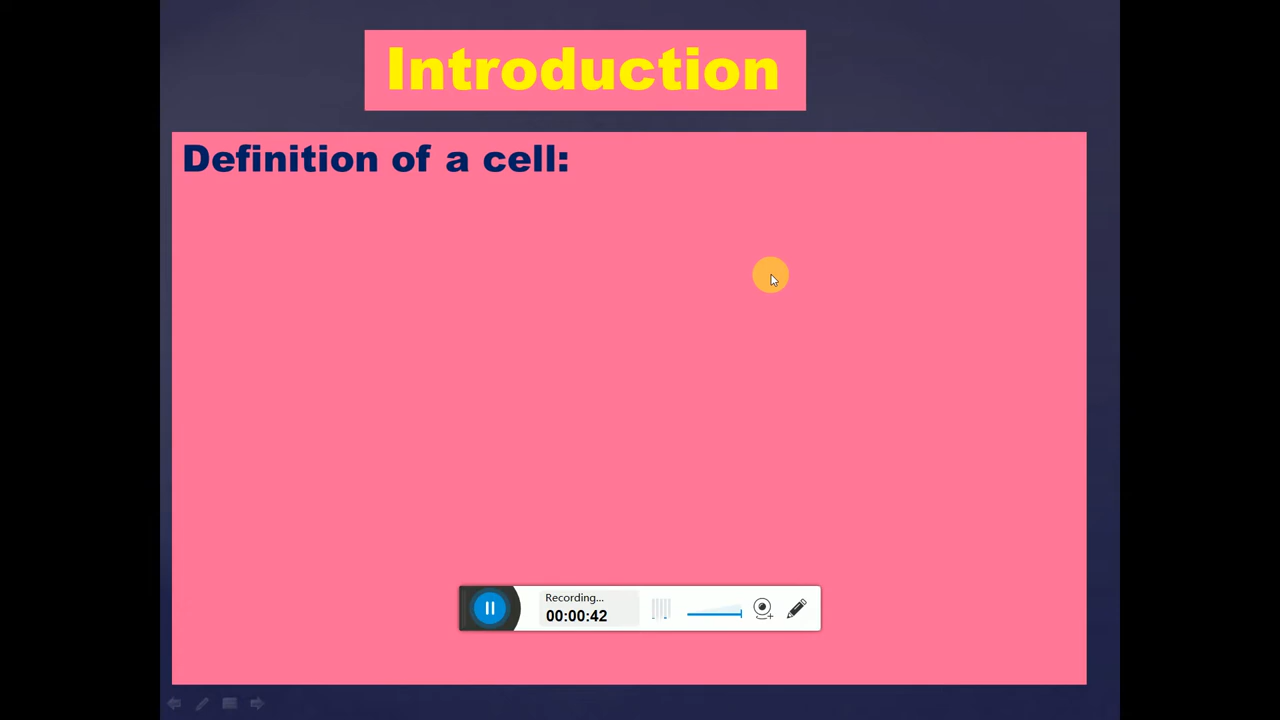 Introduction
Definition of a cell:
Recording...
00:00:42